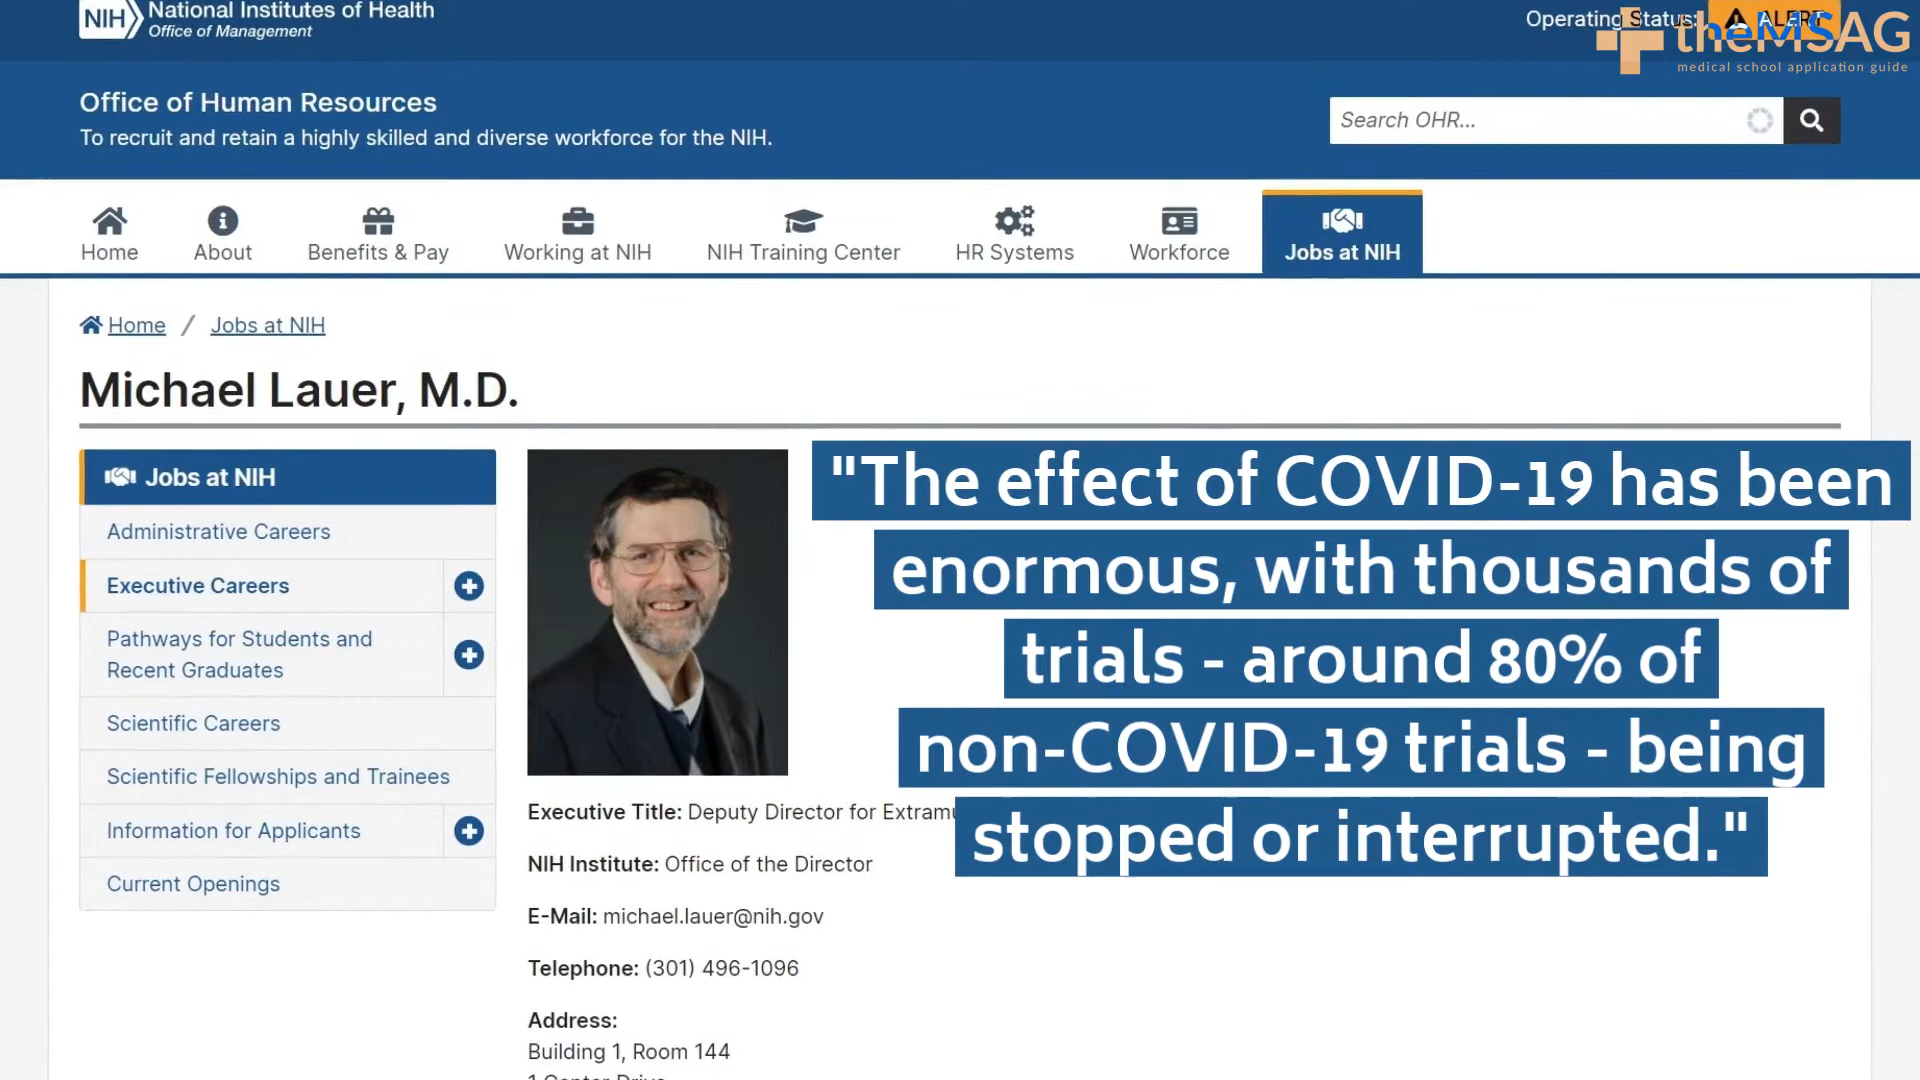 NIH
National Institutes of Health
Office of Management
Operating Status:
ALERT
theMSAG
medical school application guide
Office of Human Resources
To recruit and retain a highly skilled and diverse workforce for the NIH.
Search OHR...
Home
About
Benefits & Pay
Working at NIH
NIH Training Center
HR Systems
Workforce
Jobs at NIH
Home / Jobs at NIH
Michael Lauer, M.D.
Jobs at NIH
Administrative Careers
Executive Careers
Pathways for Students and
Recent Graduates
Scientific Careers
Scientific Fellowships and Trainees
Information for Applicants
Current Openings
"The effect of COVID-19 has been
enormous, with thousands of
trials - around 80% of
non-COVID-19 trials - being
stopped or interrupted."
Executive Title: Deputy Director for
NIH Institute: Office of the Director
E-Mail: michael.lauer@nih.gov
Telephone: (301) 496-1096
Address:
Building 1, Room 144